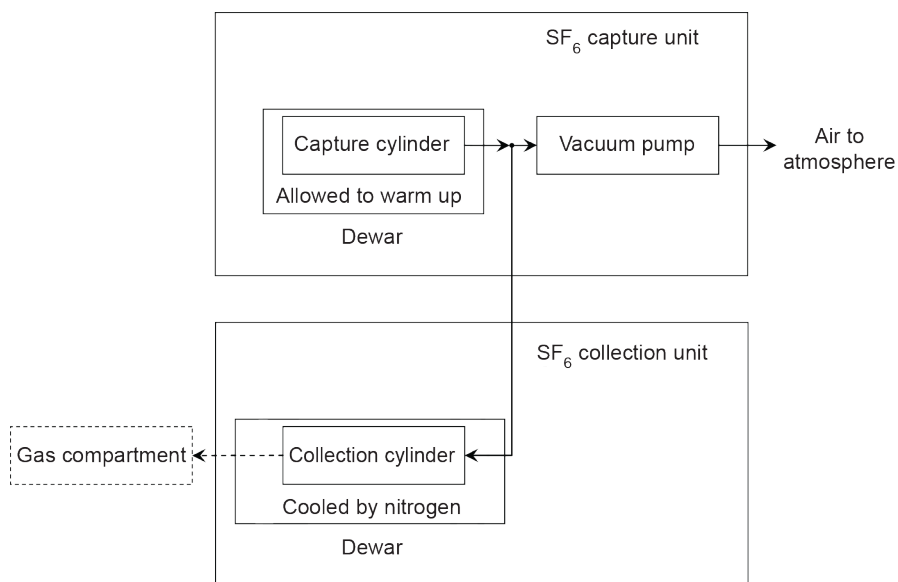 SF6 capture unit
Capture cylinder
Vacuum pump
Air to
atmosphere
Allowed to warm up
Dewar
SF6 collection unit
Gas compartment
Collection cylinder
Cooled by nitrogen
Dewar